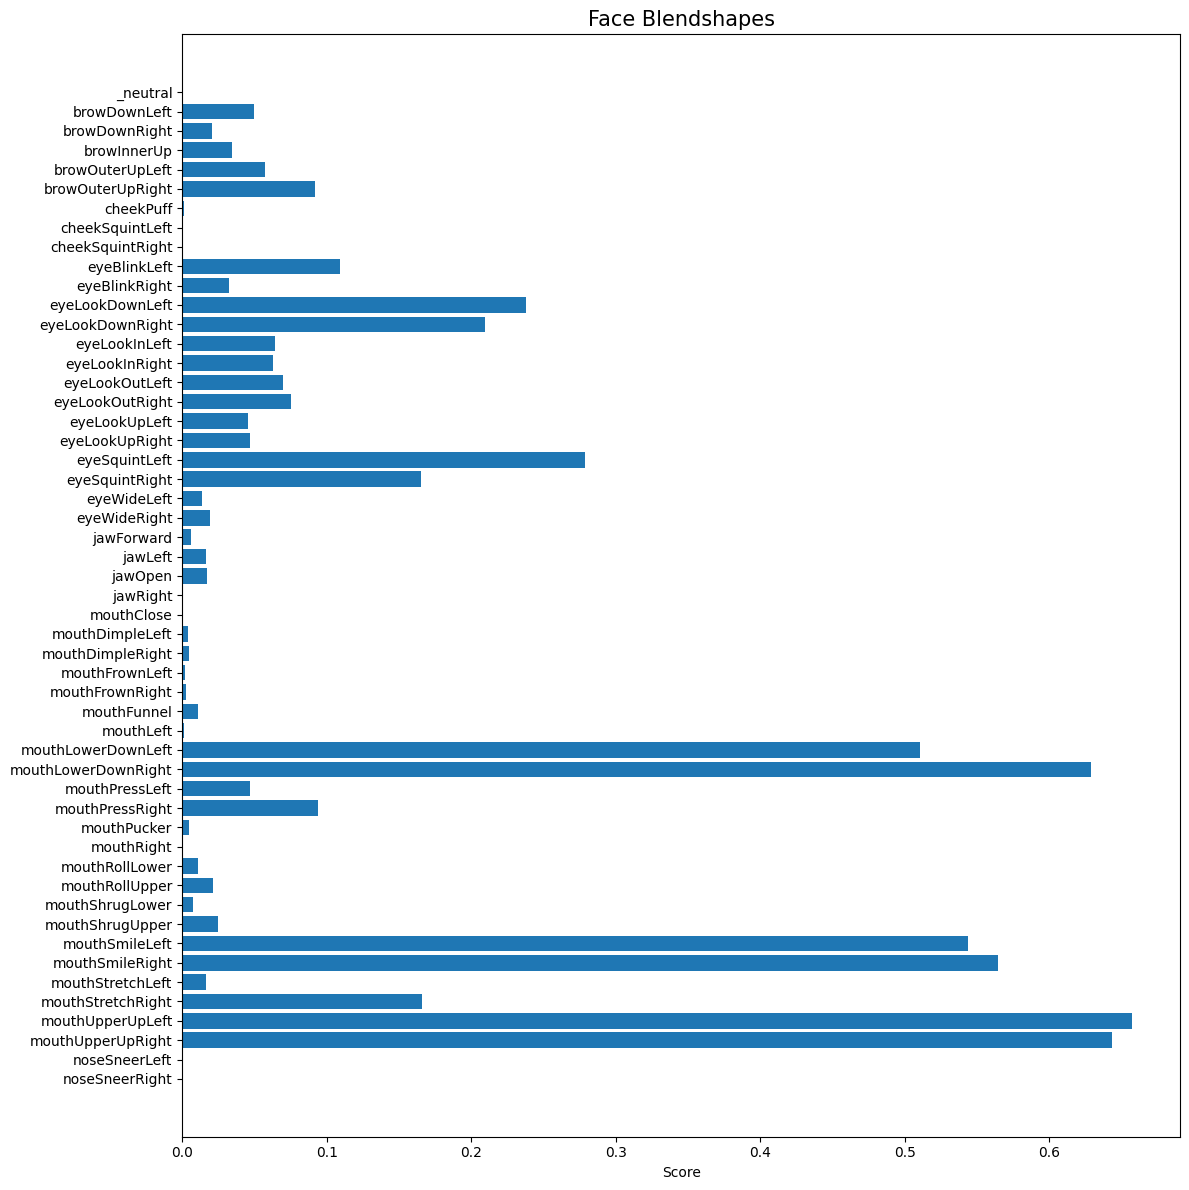 Face Blendshapes
_neutral
browDownLeft
browDownRight
browInnerUp
browOuterUpLeft
browOuterUpRight
cheekPuff
cheekSquintLeft
cheekSquintRight
eyeBlinkLeft
eyeBlinkRight
eyeLookDownLeft
eyeLookDownRight
eyeLookInLeft
eyeLookInRight
eyeLookOutLeft
eyeLookOutRight
eyeLookUpLeft
eyeLookUpRight
eyeSquintLeft
eyeSquintRight
eyeWideLeft
eyeWideRight
jawForward
jawLeft
jawOpen
jawRight
mouthClose
mouthDimpleLeft
mouthDimpleRight
mouthFrownLeft
mouthFrownRight
mouthFunnel
mouthLeft
mouthLowerDownLeft
mouthLowerDownRight
mouthPressLeft
mouthPressRight
mouthPucker
mouthRight
mouthRollLower
mouthRollUpper
mouthShrugLower
mouthShrugUpper
mouthSmileLeft
mouthSmileRight
mouthStretchLeft
mouthStretchRight
mouthUpperUpLeft
mouthUpperUpRight
noseSneerLeft
noseSneerRight
0.0 0.1 0.2 0.3 0.4 0.5 0.6
Score